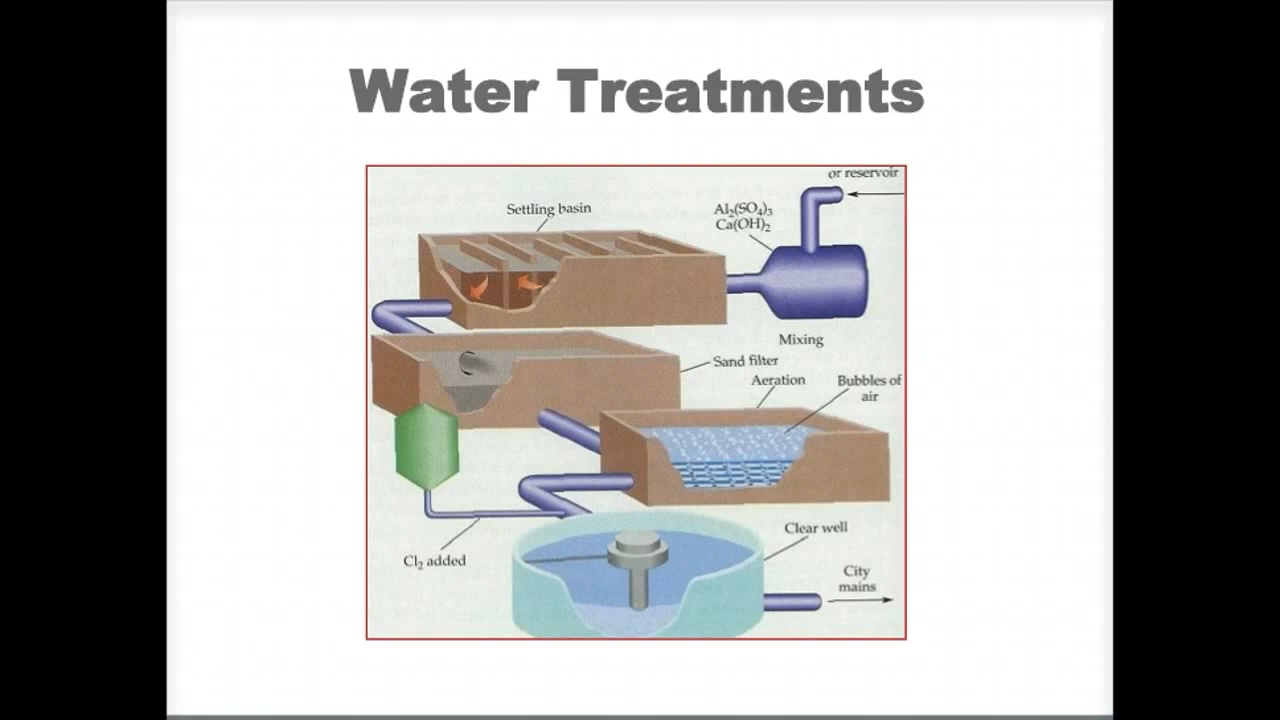 Water Treatments
or reservoir
Settling basin
Al₂(SO₄)₃
Ca(OH)₂
Mixing
Sand filter
Aeration
Bubbles of
air
Clear well
Cl₂ added
City
mains